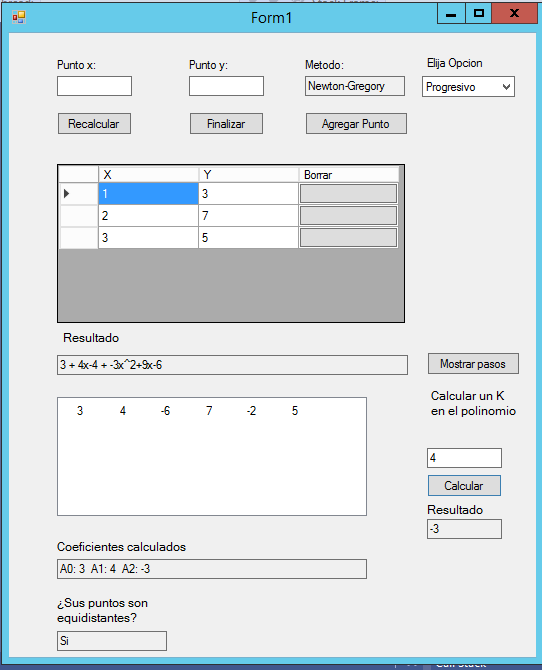 Form1
Punto x:
Punto y:
Metodo:
Elija Opcion
Newton-Gregory
Progresivo
Recalcular
Finalizar
Agregar Punto
X Y Borrar
1 3
2 7
3 5
Resultado
3 + 4x-4 + -3x^2+9x-6
Mostrar pasos
Calcular un K
en el polinomio
3 4 -6 7 -2 5
4
Calcular
Resultado
-3
Coeficientes calculados
A0: 3 A1: 4 A2: -3
¿Sus puntos son
equidistantes?
Si